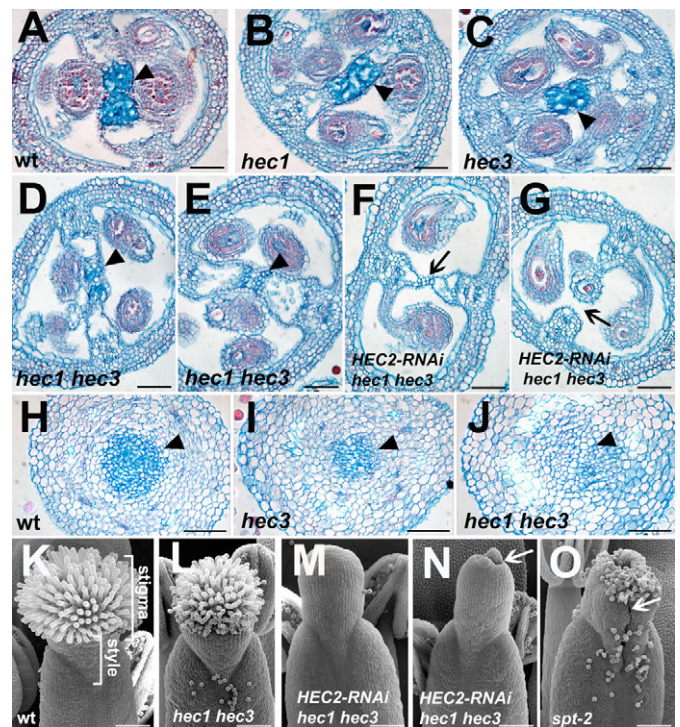 A
wt
B
hec1
C
hec3
D
hec1 hec3
E
hec1 hec3
F
HEC2-RNAi
hec1 hec3
G
HEC2-RNAi
hec1 hec3
H
wt
I
hec3
J
hec1 hec3
K
stigma
style
wt
L
hec1 hec3
M
HEC2-RNAi
hec1 hec3
N
HEC2-RNAi
hec1 hec3
O
spt-2